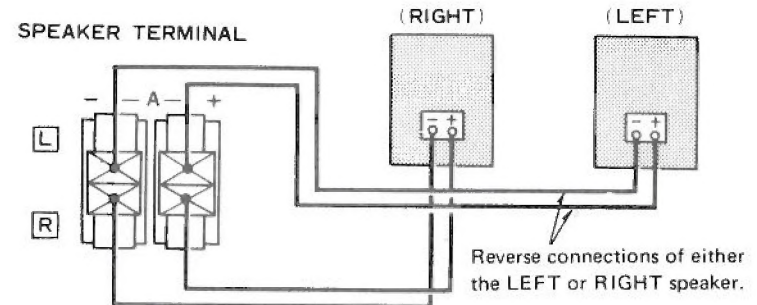 (RIGHT)
(LEFT)
SPEAKER TERMINAL
− − A − +
L
− +
− +
R
Reverse connections of either
the LEFT or RIGHT speaker.